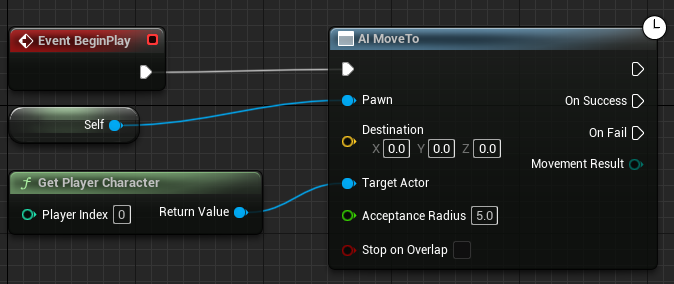 Event BeginPlay
Self
f Get Player Character
Player Index 0 Return Value
AI MoveTo
Pawn
On Success
Destination
X 0.0 Y 0.0 Z 0.0
On Fail
Movement Result
Target Actor
Acceptance Radius 5.0
Stop on Overlap